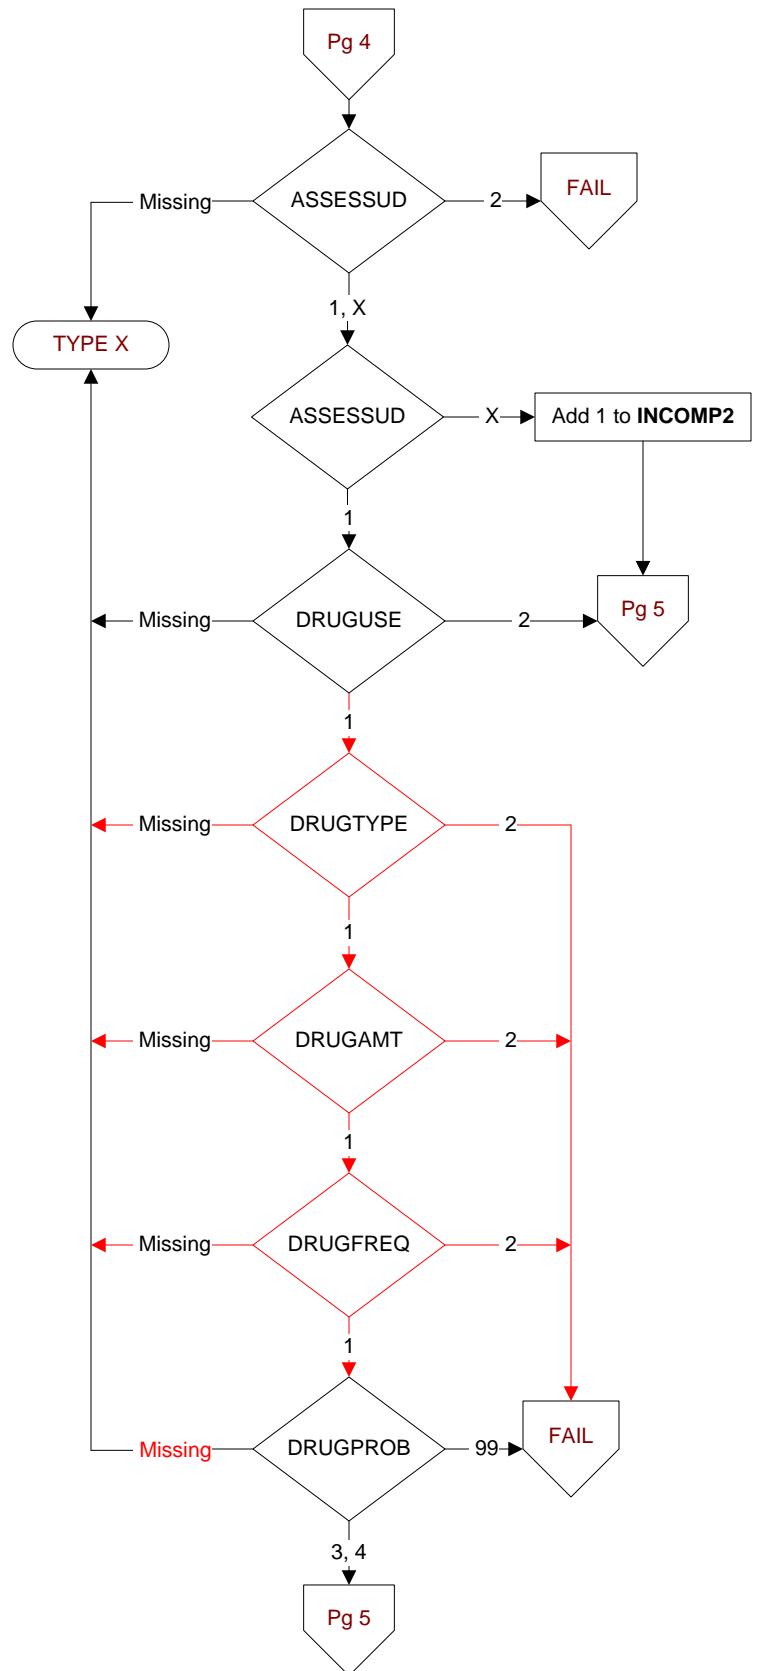 Pg 4
Missing
ASSESSUD
2
FAIL
1, X
TYPE X
ASSESSUD
X
Add 1 to INCOMP2
1
Missing
DRUGUSE
2
Pg 5
1
Missing
DRUGTYPE
2
1
Missing
DRUGAMT
2
1
Missing
DRUGFREQ
2
1
Missing
DRUGPROB
99
FAIL
3, 4
Pg 5